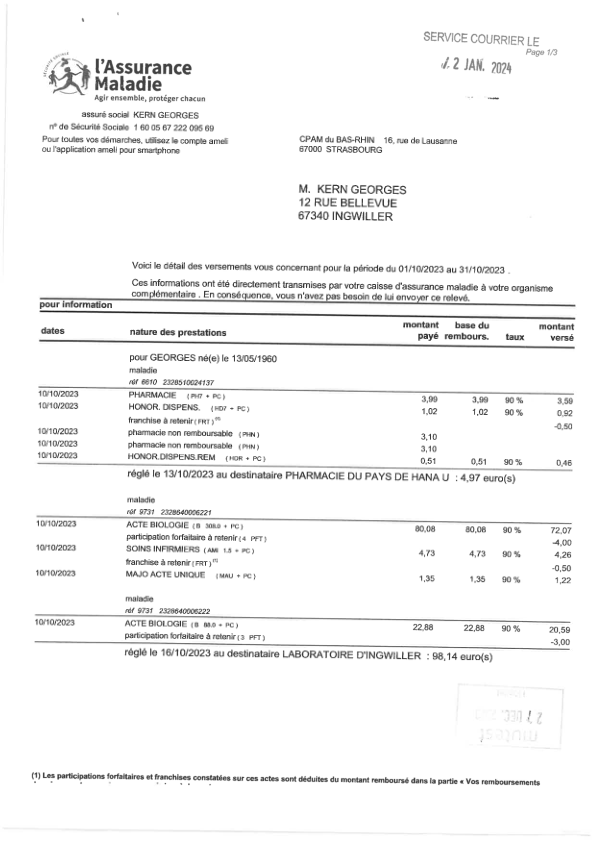 SERVICE COURRIER LE
Page 1/3
2 JAN. 2024
SÉCURITÉ SOCIALE
l'Assurance
Maladie
Agir ensemble, protéger chacun
assuré social KERN GEORGES
n° de Sécurité Sociale 1 60 05 67 222 095 69
Pour toutes vos démarches, utilisez le compte ameli
ou l'application ameli pour smartphone
CPAM du BAS-RHIN 16, rue de Lausanne
67000 STRASBOURG
M. KERN GEORGES
12 RUE BELLEVUE
67340 INGWILLER
Voici le détail des versements vous concernant pour la période du 01/10/2023 au 31/10/2023 .
Ces informations ont été directement transmises par votre caisse d'assurance maladie à votre organisme
complémentaire . En conséquence, vous n'avez pas besoin de lui envoyer ce relevé.
pour information
dates nature des prestations montant payé base du rembours. taux montant versé
pour GEORGES né(e) le 13/05/1960
maladie
réf 6610 2328510024137
10/10/2023 PHARMACIE (PH7 + PC) 3,99 3,99 90 % 3,59
10/10/2023 HONOR. DISPENS. (HD7 + PC) 1,02 1,02 90 % 0,92
franchise à retenir (FRT) (1) -0,50
10/10/2023 pharmacie non remboursable (PHN) 3,10
10/10/2023 pharmacie non remboursable (PHN) 3,10
10/10/2023 HONOR.DISPENS.REM (HDR + PC) 0,51 0,51 90 % 0,46
réglé le 13/10/2023 au destinataire PHARMACIE DU PAYS DE HANA U : 4,97 euro(s)
maladie
réf 9731 2328640006221
10/10/2023 ACTE BIOLOGIE (B 308.0 + PC) 80,08 80,08 90 % 72,07
participation forfaitaire à retenir (4 PFT) -4,00
10/10/2023 SOINS INFIRMIERS (AMI 1.5 + PC) 4,73 4,73 90 % 4,26
franchise à retenir (FRT) (1) -0,50
10/10/2023 MAJO ACTE UNIQUE (MAU + PC) 1,35 1,35 90 % 1,22
maladie
réf 9731 2328640006222
10/10/2023 ACTE BIOLOGIE (B 88.0 + PC) 22,88 22,88 90 % 20,59
participation forfaitaire à retenir (3 PFT) -3,00
réglé le 16/10/2023 au destinataire LABORATOIRE D'INGWILLER : 98,14 euro(s)
(1) Les participations forfaitaires et franchises constatées sur ces actes sont déduites du montant remboursé dans la partie « Vos remboursements